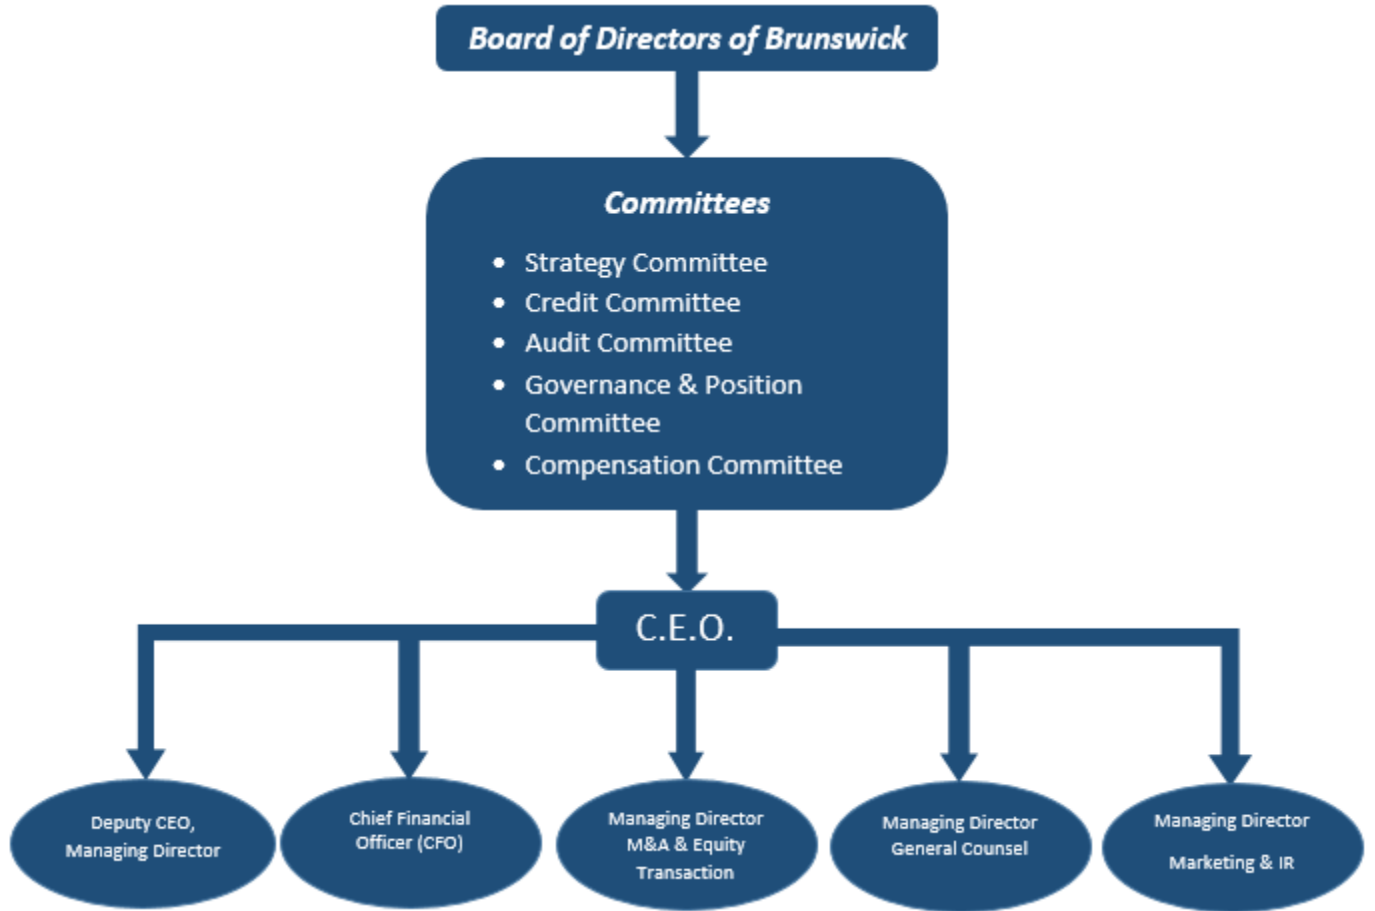 Board of Directors of Brunswick
Committees
• Strategy Committee
• Credit Committee
• Audit Committee
• Governance & Position
Committee
• Compensation Committee
C.E.O.
Deputy CEO,
Managing Director
Chief Financial
Officer (CFO)
Managing Director
M&A & Equity
Transaction
Managing Director
General Counsel
Managing Director
Marketing & IR